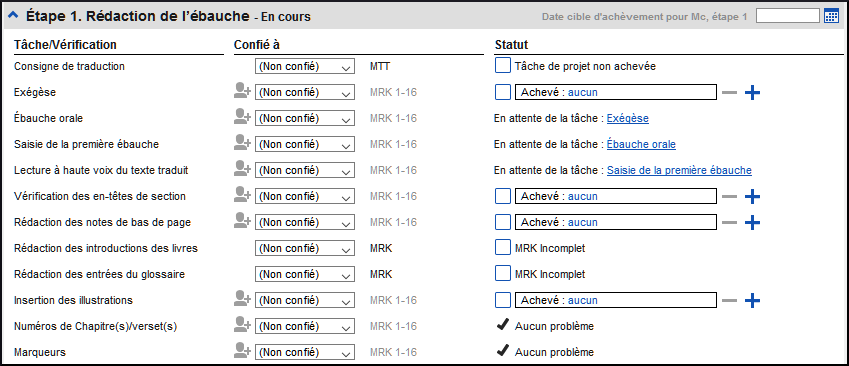 Étape 1. Rédaction de l'ébauche - En cours Date cible d'achèvement pour Mc, étape 1
Tâche/Vérification Confié à Statut
Consigne de traduction (Non confié) MTT Tâche de projet non achevée
Exégèse (Non confié) MRK 1-16 Achevé : aucun
Ébauche orale (Non confié) MRK 1-16 En attente de la tâche : Exégèse
Saisie de la première ébauche (Non confié) MRK 1-16 En attente de la tâche : Ébauche orale
Lecture à haute voix du texte traduit (Non confié) MRK 1-16 En attente de la tâche : Saisie de la première ébauche
Vérification des en-têtes de section (Non confié) MRK 1-16 Achevé : aucun
Rédaction des notes de bas de page (Non confié) MRK 1-16 Achevé : aucun
Rédaction des introductions des livres (Non confié) MRK MRK Incomplet
Rédaction des entrées du glossaire (Non confié) MRK MRK Incomplet
Insertion des illustrations (Non confié) MRK 1-16 Achevé : aucun
Numéros de Chapitre(s)/verset(s) (Non confié) MRK 1-16 Aucun problème
Marqueurs (Non confié) MRK 1-16 Aucun problème